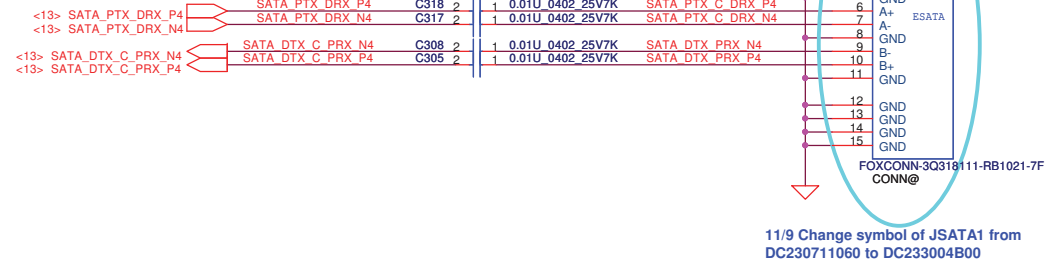 GND
SATA_PTX_DRX_P4 C318 2 1 0.01U_0402_25V7K SATA_PTX_C_DRX_P4 6 A+
<13> SATA_PTX_DRX_P4
SATA_PTX_DRX_N4 C317 2 1 0.01U_0402_25V7K SATA_PTX_C_DRX_N4 7 A- ESATA
<13> SATA_PTX_DRX_N4
8 GND
SATA_DTX_C_PRX_N4 C308 2 1 0.01U_0402_25V7K SATA_DTX_PRX_N4 9 B-
<13> SATA_DTX_C_PRX_N4
SATA_DTX_C_PRX_P4 C305 2 1 0.01U_0402_25V7K SATA_DTX_PRX_P4 10 B+
<13> SATA_DTX_C_PRX_P4
11 GND
12 GND
13 GND
14 GND
15 GND
FOXCONN-3Q318111-RB1021-7F
CONN@
11/9 Change symbol of JSATA1 from
DC230711060 to DC233004B00